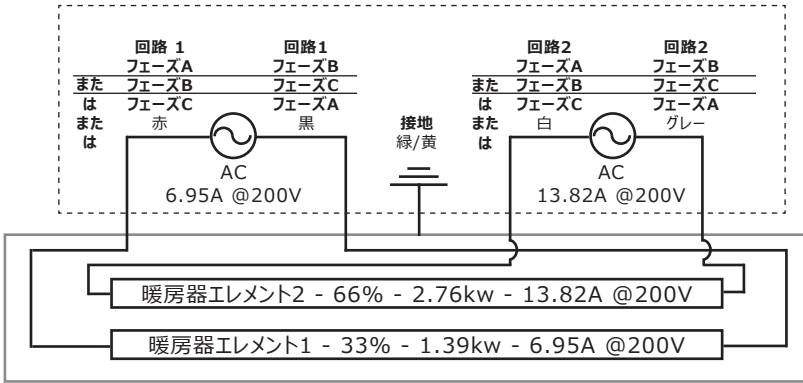 回路 1
フェーズA
または フェーズB
または フェーズC
赤
回路1
フェーズB
フェーズC
フェーズA
黒
AC
6.95A @200V
接地
緑/黄
回路2
フェーズA
または フェーズB
または フェーズC
白
回路2
フェーズB
フェーズC
フェーズA
グレー
AC
13.82A @200V
暖房器エレメント2 - 66% - 2.76kw - 13.82A @200V
暖房器エレメント1 - 33% - 1.39kw - 6.95A @200V